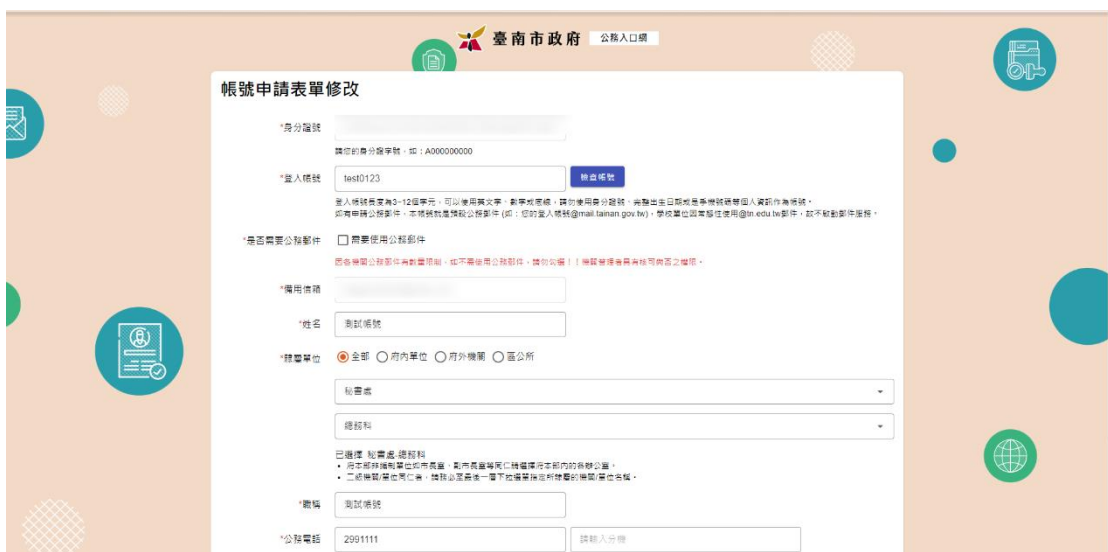 臺南市政府 公務入口網
帳號申請表單修改
*身分證號
請您的身分證字號，如：A000000000
*登入帳號 test0123 檢查帳號
登入帳號長度為3~12個字元，可以使用英文字、數字或底線，請勿使用身分證號、完整出生日期或是手機號碼等個人資訊作為帳號。
如有申請公務郵件，本帳號就是預設公務郵件 (如：您的登入帳號@mail.tainan.gov.tw)，學校單位因常態性使用@tn.edu.tw郵件，故不啟動郵件服務。
*是否需要公務郵件 需要使用公務郵件
因各機關公務郵件有數量限制，如不需使用公務郵件，請勿勾選！！機關管理者具有核可與否之權限。
*備用信箱
*姓名 測試帳號
*隸屬單位 全部 府內單位 府外機關 區公所
秘書處
總務科
已選擇 秘書處-總務科
• 府本部非編制單位如市長室、副市長室等同仁請選擇府本部內的各辦公室。
• 二級機關/單位同仁者，請務必至最後一層下拉選單指定所隸屬的機關/單位名稱。
*職稱 測試帳號
*公務電話 2991111 請輸入分機